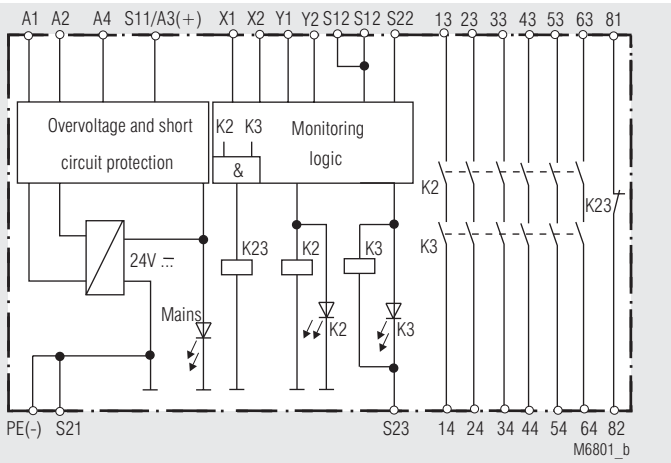 A1 A2 A4 S11/A3(+) X1 X2 Y1 Y2 S12 S12 S22 13 23 33 43 53 63 81
Overvoltage and short
circuit protection
K2 K3
&
Monitoring
logic
K2
K23
K3
24V
K23
K2
K3
Mains
K2
K3
PE(-) S21 S23 14 24 34 44 54 64 82
M6801_b